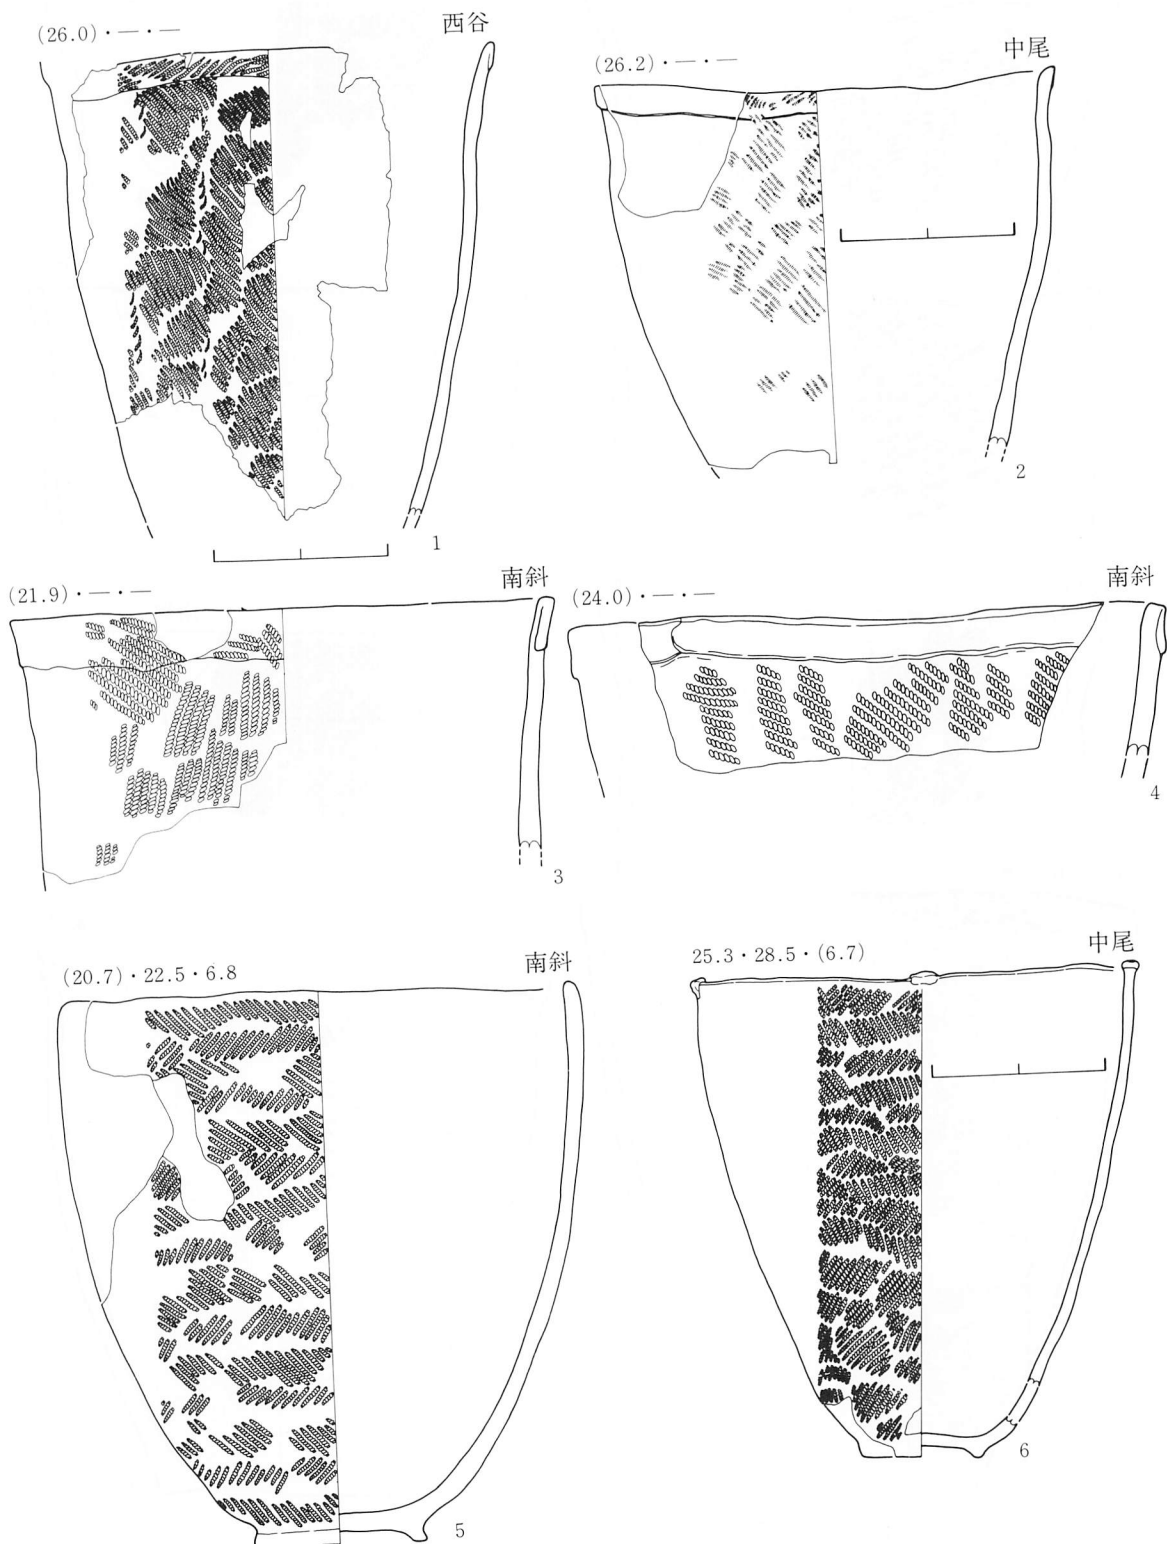 (26.0)・—・—
西谷
1
(26.2)・—・—
中尾
2
(21.9)・—・—
南斜
3
(24.0)・—・—
南斜
4
(20.7)・22.5・6.8
南斜
5
25.3・28.5・(6.7)
中尾
6